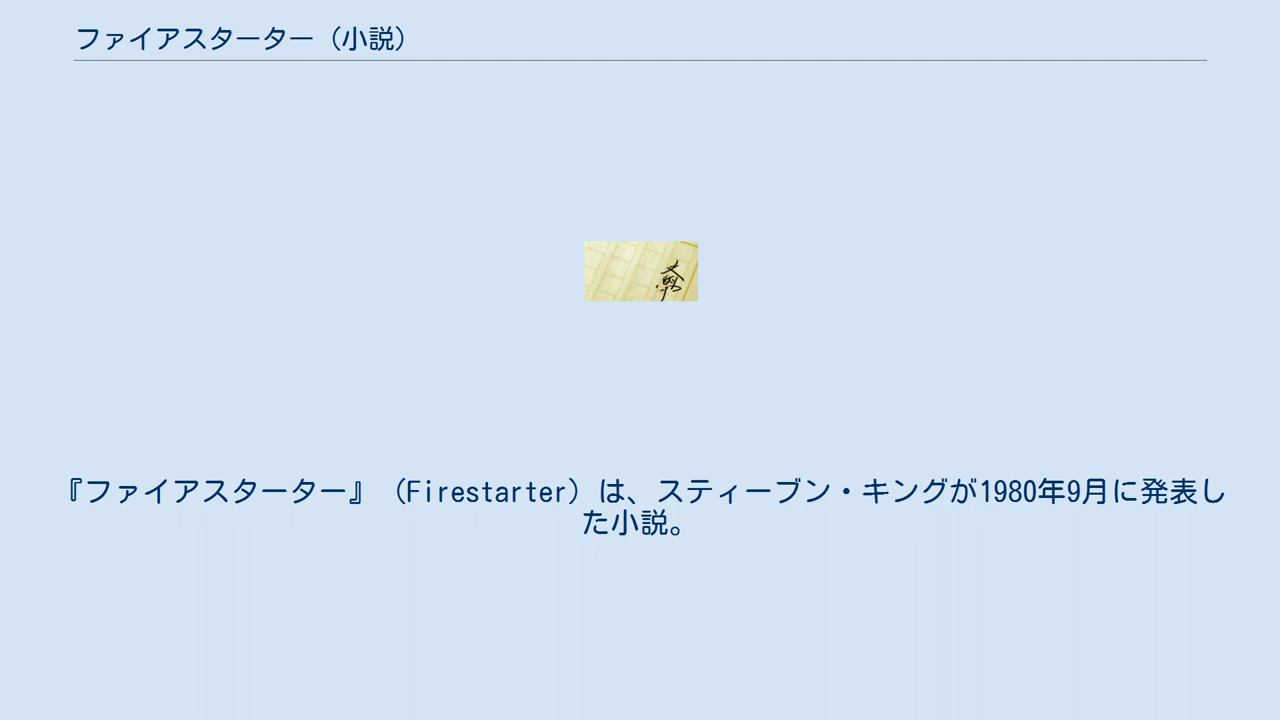 ファイアスターター（小説）
『ファイアスターター』（Firestarter）は、スティーブン・キングが1980年9月に発表し
た小説。